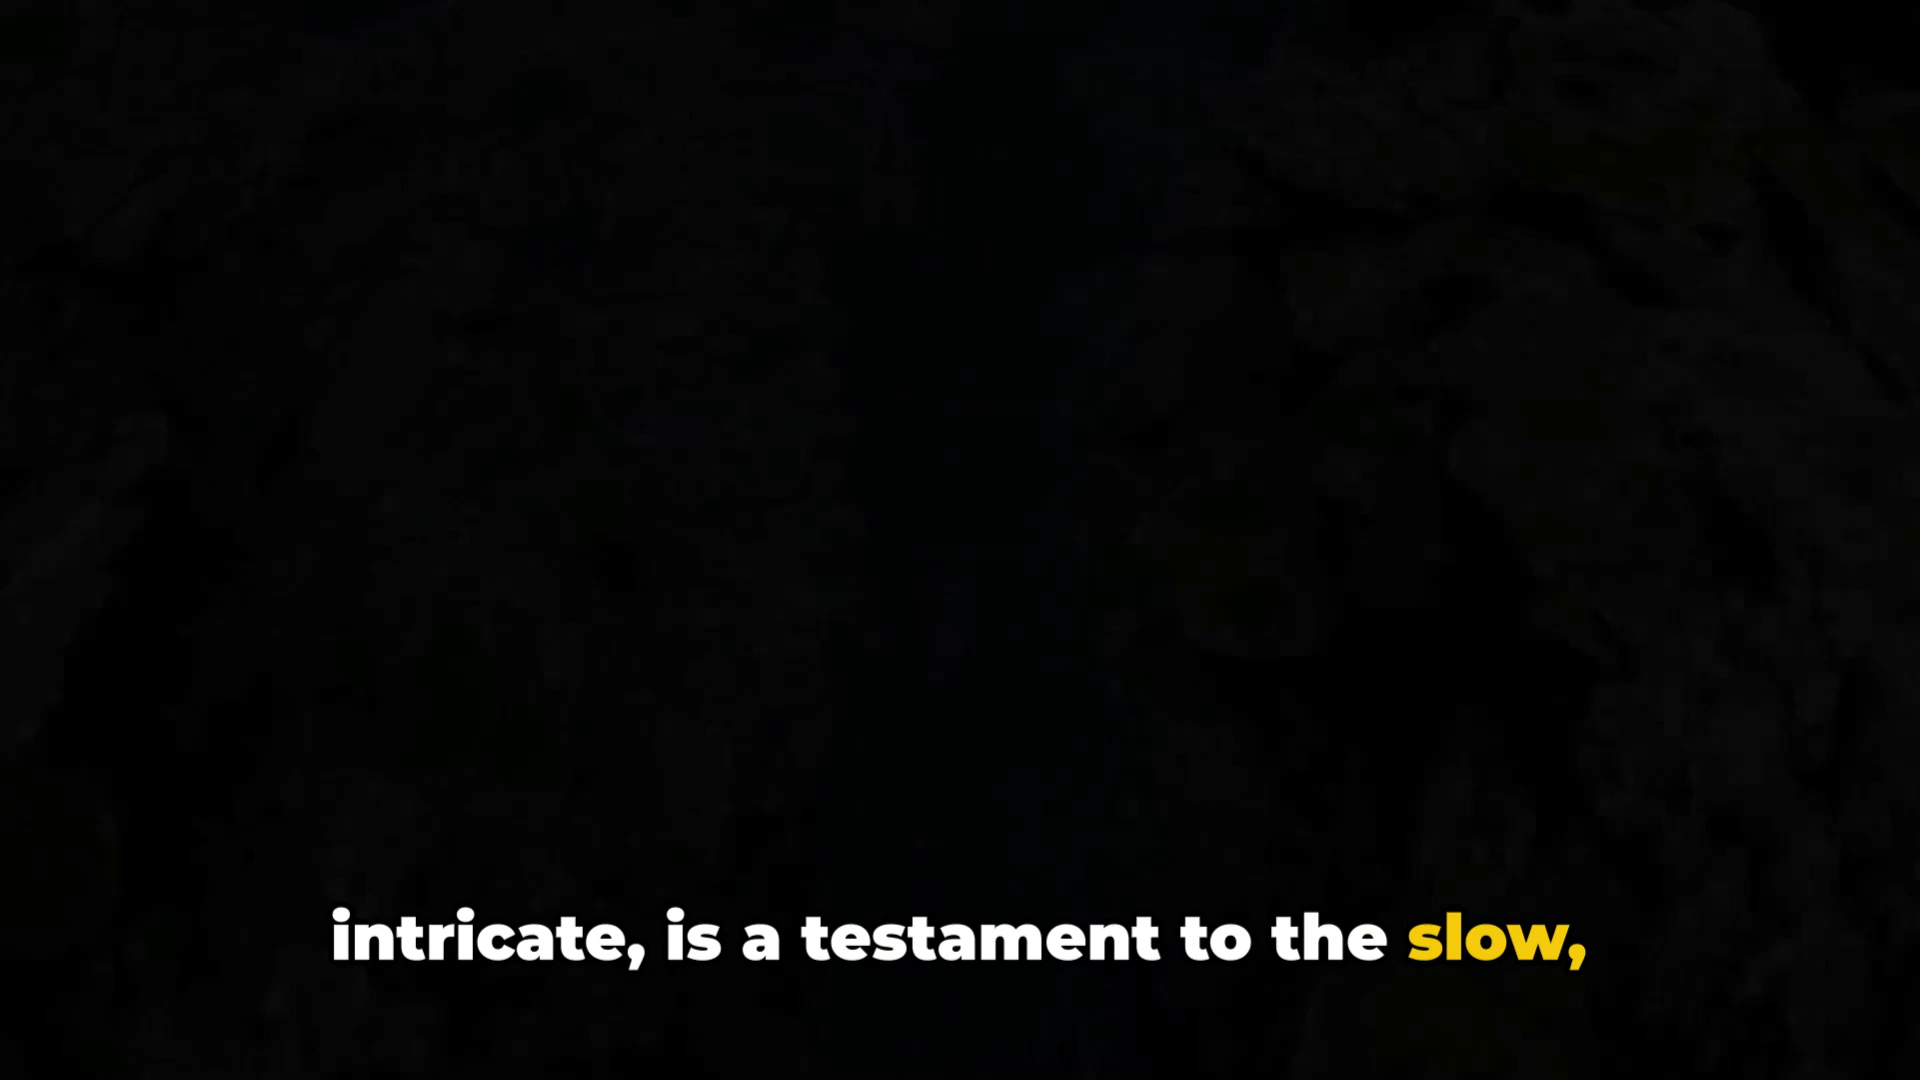 intricate, is a testament to the slow,